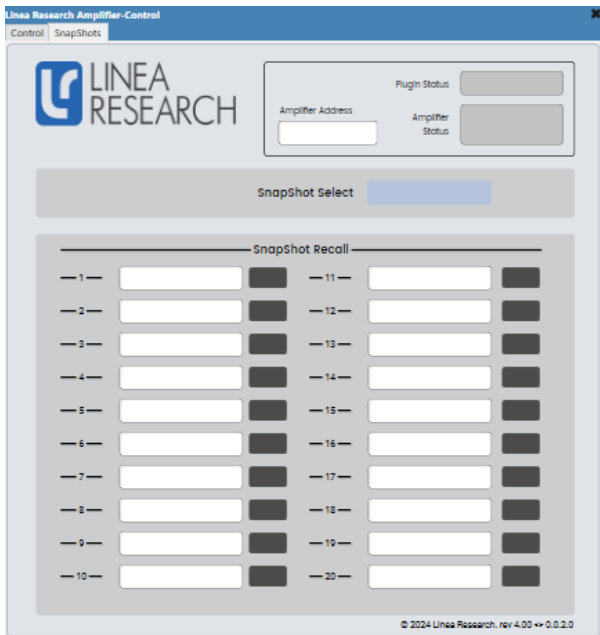 Linea Research Amplifier-Control
Control SnapShots
LINEA
RESEARCH
Plugin Status
Amplifier Address
Amplifier
Status
SnapShot Select
SnapShot Recall
1 11
2 12
3 13
4 14
5 15
6 16
7 17
8 18
9 19
10 20
© 2024 Linea Research. rev 4.00 <> 0.0.2.0